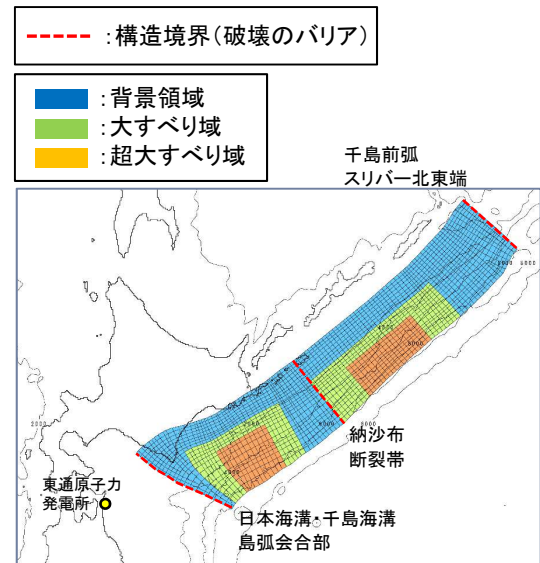 ：構造境界（破壊のバリア）
：背景領域
：大すべり域
：超大すべり域
千島前弧
スリバー北東端
納沙布
断裂帯
東通原子力
発電所
日本海溝・千島海溝
島弧会合部